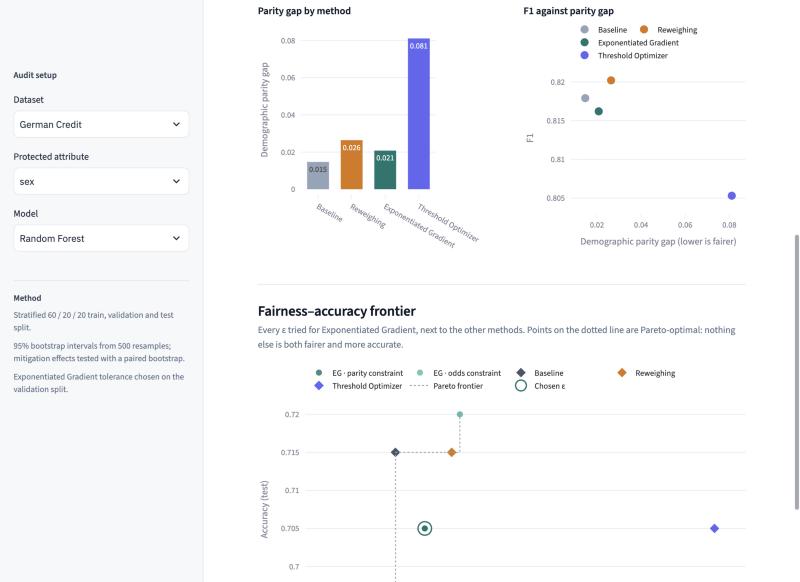 Audit setup
Dataset
German Credit
Protected attribute
sex
Model
Random Forest
Method
Stratified 60 / 20 / 20 train, validation and test
split.
95% bootstrap intervals from 500 resamples;
mitigation effects tested with a paired bootstrap.
Exponentiated Gradient tolerance chosen on the
validation split.
Parity gap by method
Demographic parity gap
0.08
0.06
0.04
0.02
0
0.015
0.026
0.021
0.081
Baseline
Reweighing
Exponentiated Gradient
Threshold Optimizer
F1 against parity gap
Baseline Reweighing
Exponentiated Gradient
Threshold Optimizer
F1
0.82
0.815
0.81
0.805
0.02 0.04 0.06 0.08
Demographic parity gap (lower is fairer)
Fairness–accuracy frontier
Every ε tried for Exponentiated Gradient, next to the other methods. Points on the dotted line are Pareto-optimal: nothing
else is both fairer and more accurate.
EG · parity constraint EG · odds constraint Baseline Reweighing
Threshold Optimizer Pareto frontier Chosen ε
Accuracy (test)
0.72
0.715
0.71
0.705
0.7